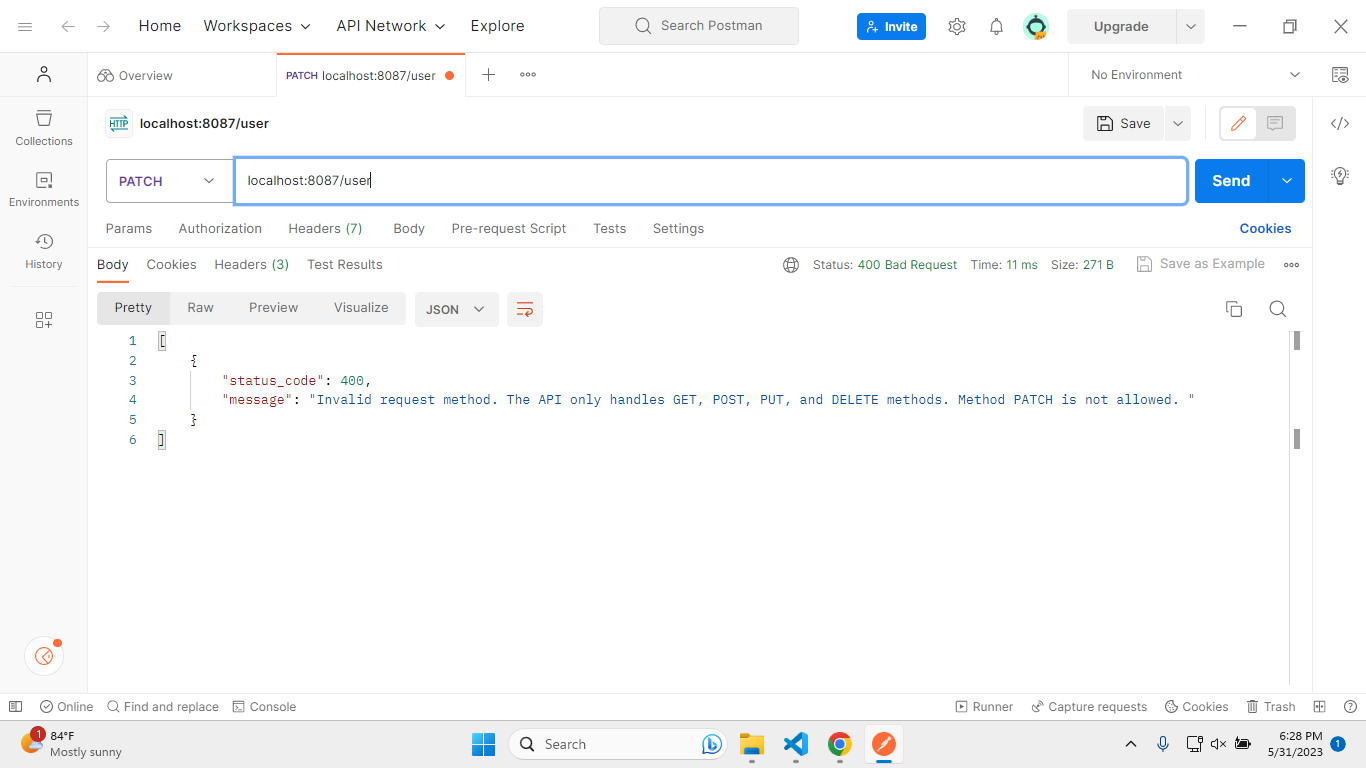 Home Workspaces API Network Explore Search Postman Invite Upgrade
Overview PATCH localhost:8087/user No Environment
HTTP localhost:8087/user Save
Collections
PATCH localhost:8087/user Send
Environments
Params Authorization Headers (7) Body Pre-request Script Tests Settings Cookies
History
Body Cookies Headers (3) Test Results Status: 400 Bad Request Time: 11 ms Size: 271 B Save as Example
Pretty Raw Preview Visualize JSON
1 [
2 {
3 "status_code": 400,
4 "message": "Invalid request method. The API only handles GET, POST, PUT, and DELETE methods. Method PATCH is not allowed. "
5 }
6 ]
Online Find and replace Console Runner Capture requests Cookies Trash
1 84°F
Mostly sunny
Search
6:28 PM
5/31/2023 1